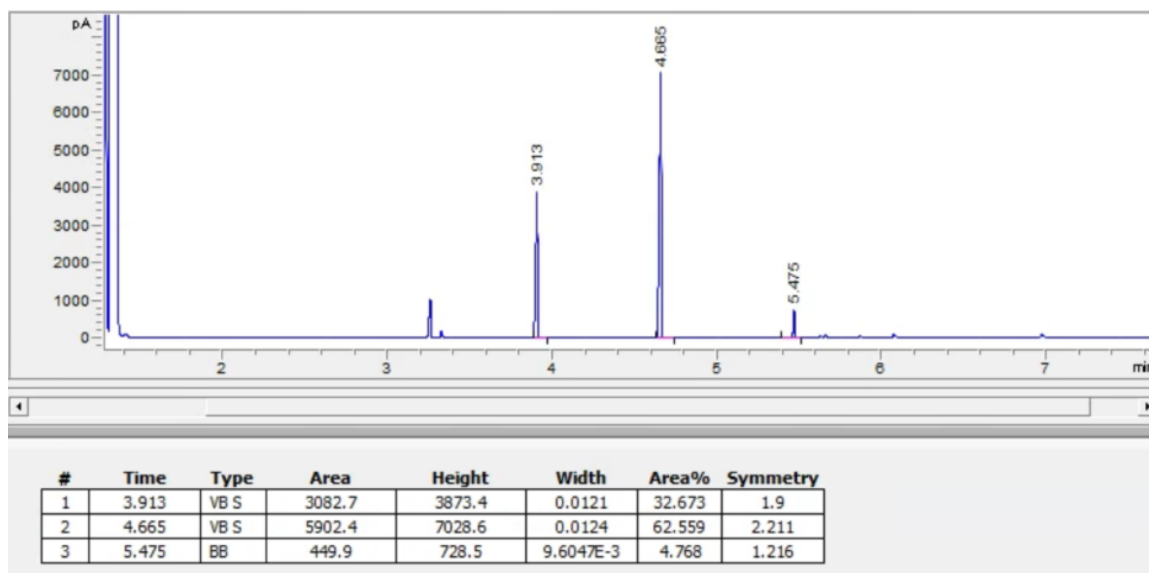 pA
7000
6000
5000
4000
3000
2000
1000
0
3.913
4.665
5.475
2 3 4 5 6 7 min
# Time Type Area Height Width Area% Symmetry
1 3.913 VB S 3082.7 3873.4 0.0121 32.673 1.9
2 4.665 VB S 5902.4 7028.6 0.0124 62.559 2.211
3 5.475 BB 449.9 728.5 9.6047E-3 4.768 1.216